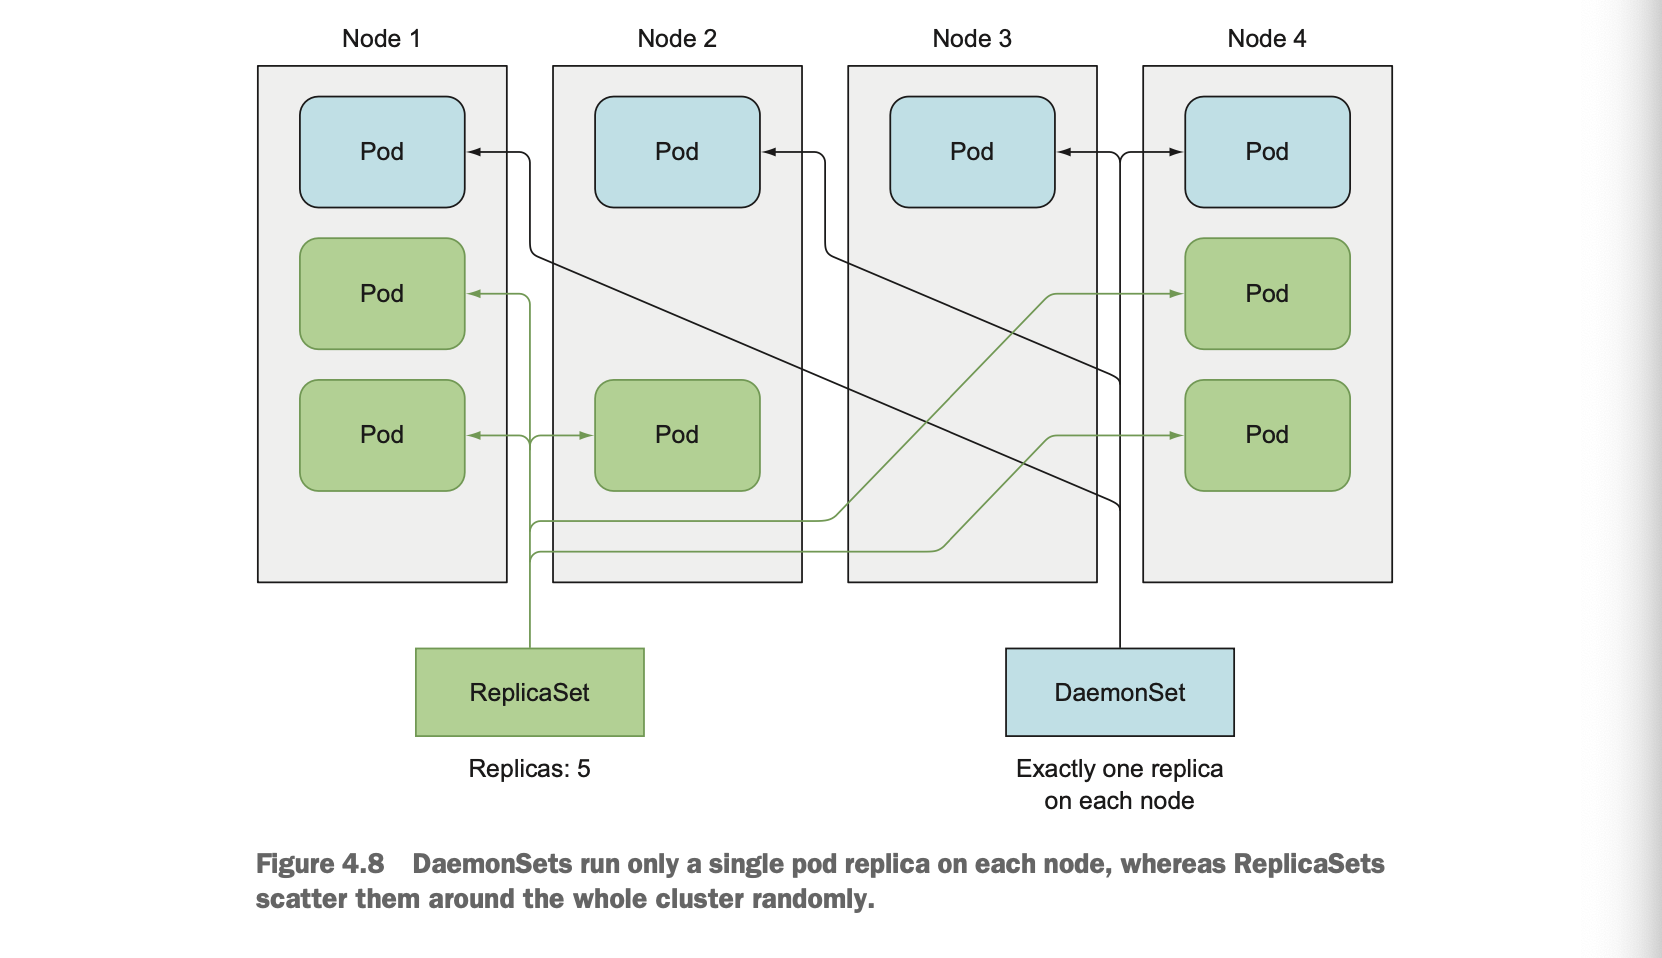 Node 1
Node 2
Node 3
Node 4
Pod
Pod
Pod
Pod
Pod
Pod
Pod
Pod
Pod
ReplicaSet
DaemonSet
Replicas: 5
Exactly one replica
on each node
Figure 4.8 DaemonSets run only a single pod replica on each node, whereas ReplicaSets
scatter them around the whole cluster randomly.